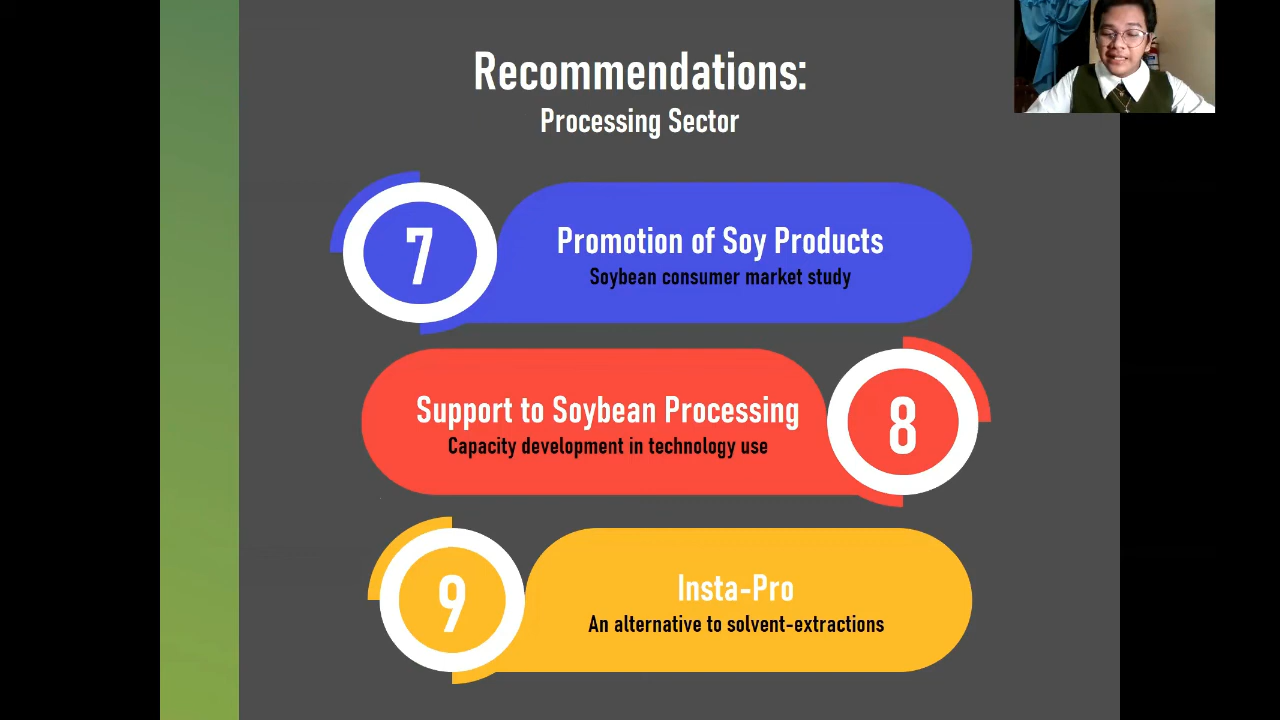 Recommendations:
Processing Sector
7
Promotion of Soy Products
Soybean consumer market study
Support to Soybean Processing
Capacity development in technology use
8
9
Insta-Pro
An alternative to solvent-extractions